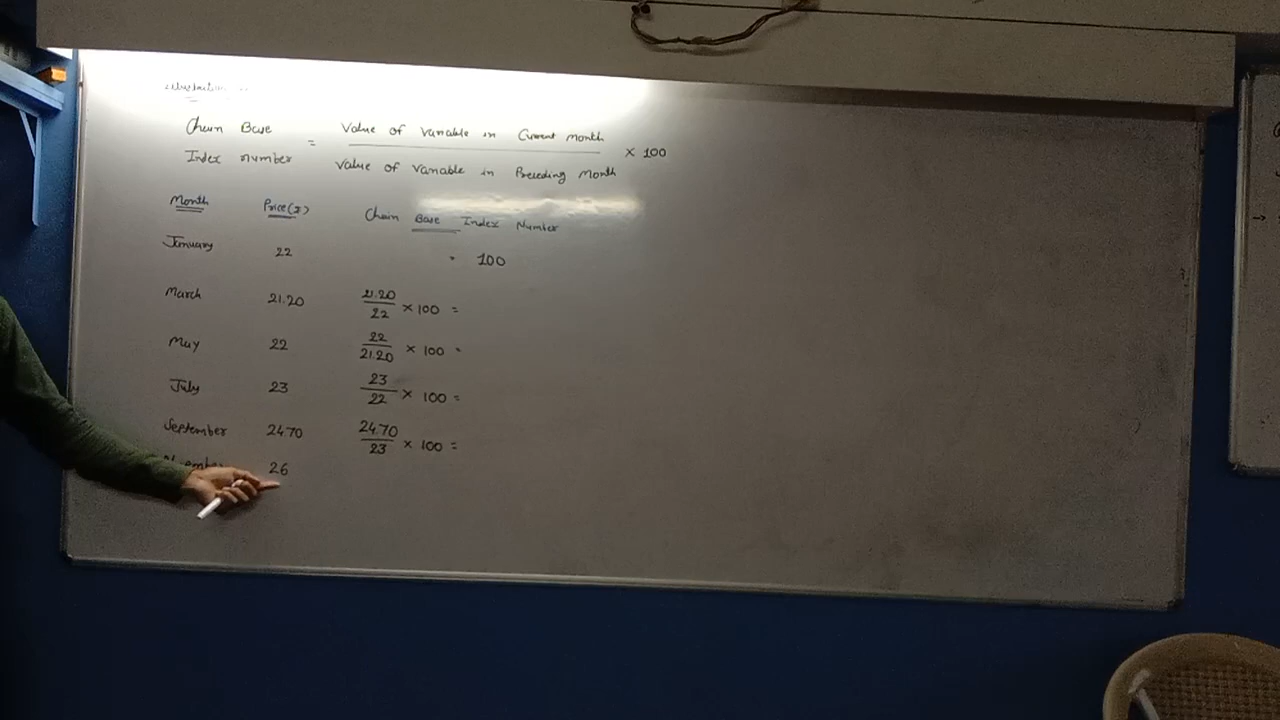 Chain Base = Value of Variable in Current Month
Index number Value of Variable in Preceding Month × 100
Month Price(₹) Chain Base Index Number
January 22 = 100
March 21.20 21.20/22 × 100 =
May 22 22/21.20 × 100 =
July 23 23/22 × 100 =
September 24.70 24.70/23 × 100 =
26